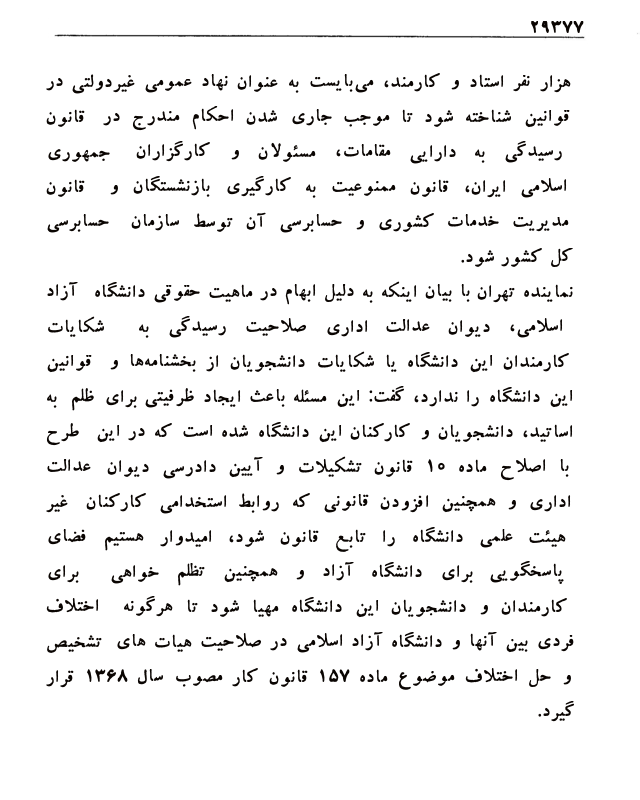 ۲۹۳۷۷
هزار نفر استاد و کارمند، می‌بایست به عنوان نهاد عمومی غیردولتی در
قوانین شناخته شود تا موجب جاری شدن احکام مندرج در قانون
رسیدگی به دارایی مقامات، مسئولان و کارگزاران جمهوری
اسلامی ایران، قانون ممنوعیت به کارگیری بازنشستگان و قانون
مدیریت خدمات کشوری و حسابرسی آن توسط سازمان حسابرسی
کل کشور شود.
نماینده تهران با بیان اینکه به دلیل ابهام در ماهیت حقوقی دانشگاه آزاد
اسلامی، دیوان عدالت اداری صلاحیت رسیدگی به شکایات
کارمندان این دانشگاه یا شکایات دانشجویان از بخشنامه‌ها و قوانین
این دانشگاه را ندارد، گفت: این مسئله باعث ایجاد ظرفیتی برای ظلم به
اساتید، دانشجویان و کارکنان این دانشگاه شده است که در این طرح
با اصلاح ماده ۱۰ قانون تشکیلات و آیین دادرسی دیوان عدالت
اداری و همچنین افزودن قانونی که روابط استخدامی کارکنان غیر
هیئت علمی دانشگاه را تابع قانون شود، امیدوار هستیم فضای
پاسخگویی برای دانشگاه آزاد و همچنین تظلم خواهی برای
کارمندان و دانشجویان این دانشگاه مهیا شود تا هرگونه اختلاف
فردی بین آنها و دانشگاه آزاد اسلامی در صلاحیت هیات های تشخیص
و حل اختلاف موضوع ماده ۱۵۷ قانون کار مصوب سال ۱۳۶۸ قرار
گیرد.